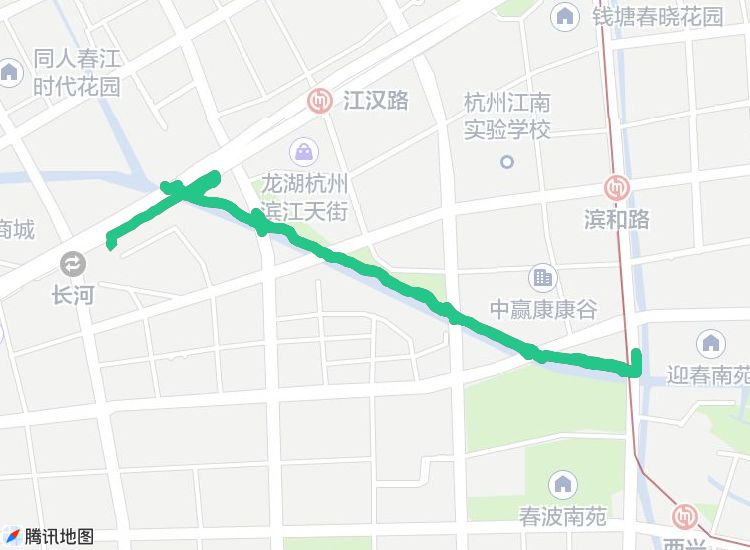 钱塘春晓花园
同人春江
时代花园
江汉路
杭州江南
实验学校
龙湖杭州
滨江天街
滨和路
商城
长河
中赢康康谷
迎春南苑
春波南苑
西兴
腾讯地图